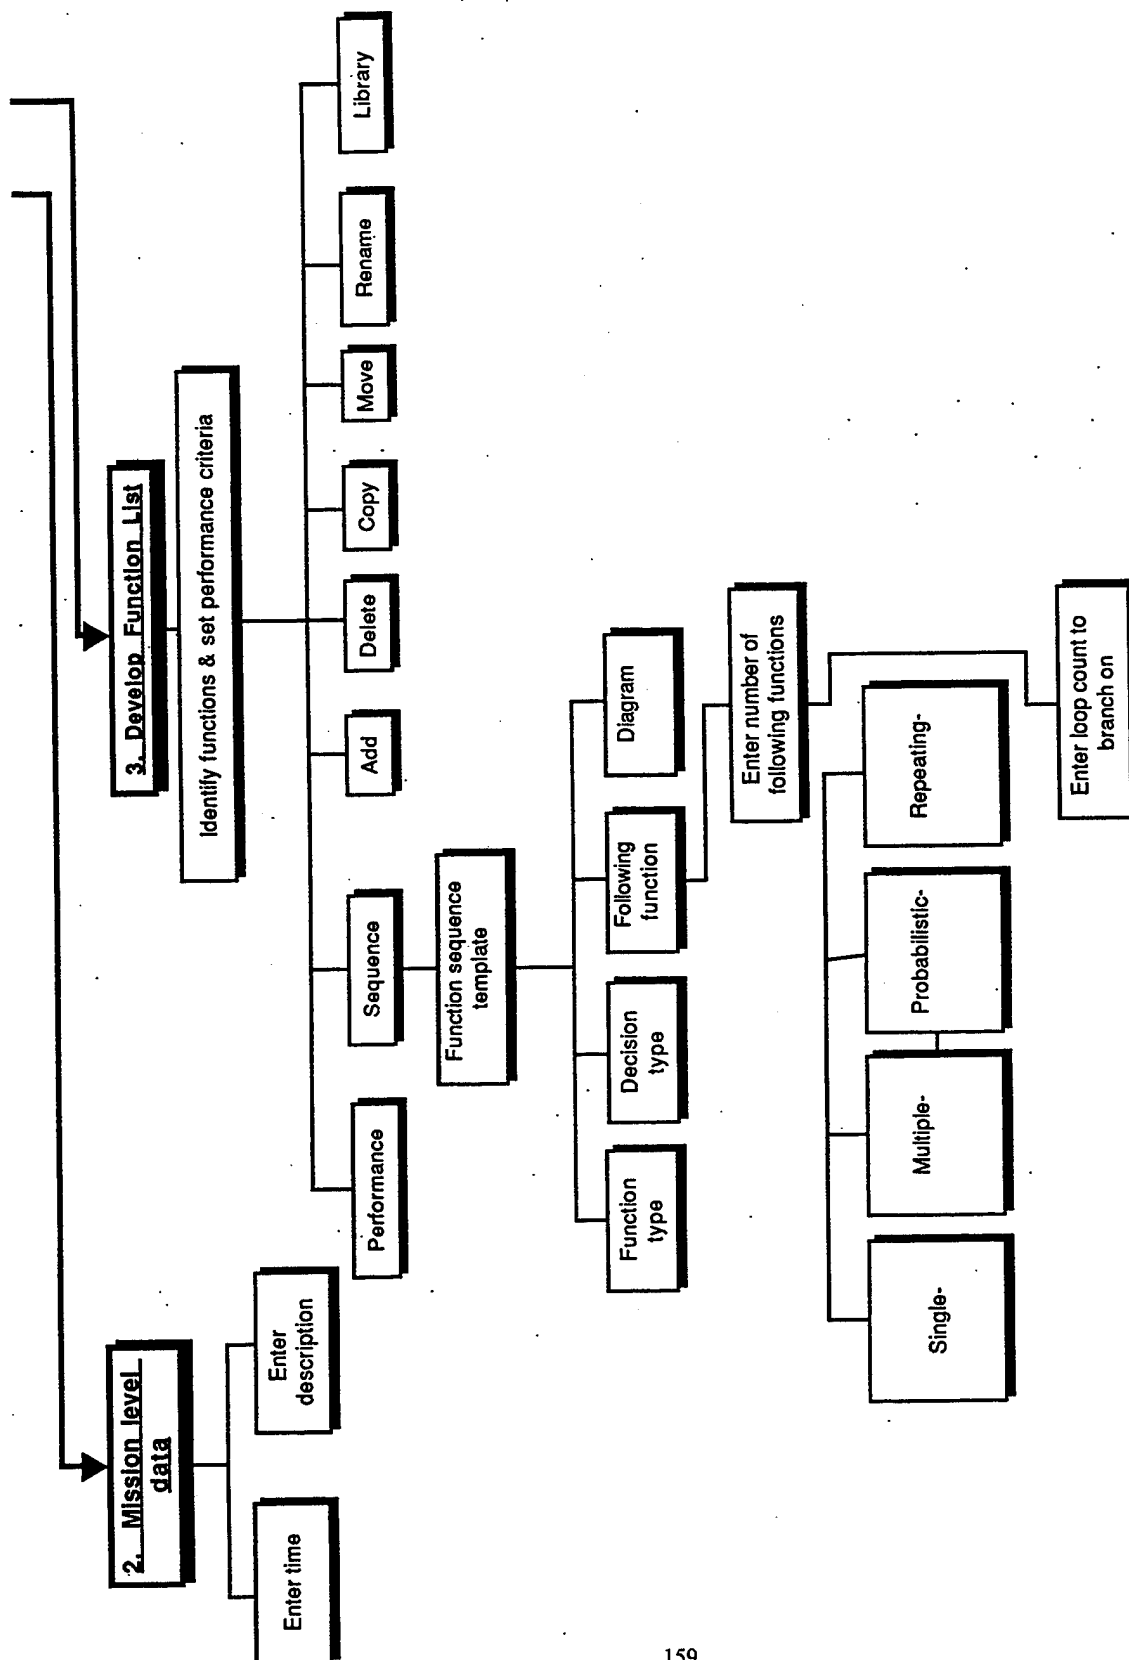 2. Mission level
data
Enter time
Enter
description
3. Develop Function List
Identify functions & set performance criteria
Performance
Sequence
Add
Delete
Copy
Move
Rename
Library
Function sequence
template
Function
type
Decision
type
Following
function
Diagram
Enter number of
following functions
Single-
Multiple-
Probabilistic-
Repeating-
Enter loop count to
branch on
159